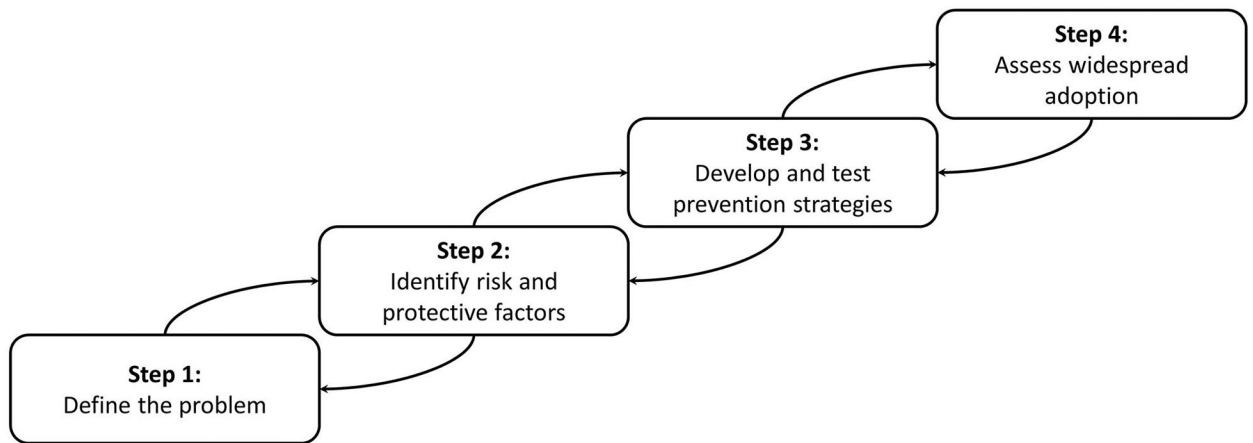 Step 1:
Define the problem
Step 2:
Identify risk and
protective factors
Step 3:
Develop and test
prevention strategies
Step 4:
Assess widespread
adoption